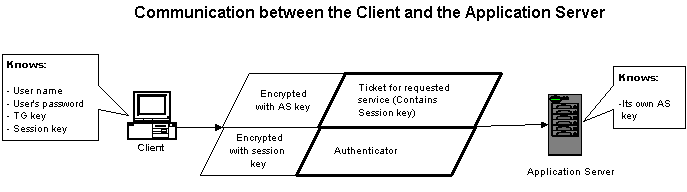 Communication between the Client and the Application Server
Knows:
- User name
- User's password
- TG key
- Session key
Client
Encrypted
with AS key
Ticket for requested
service (Contains
Session key)
Encrypted
with session
key
Authenticator
Knows:
-Its own AS
key
Application Server